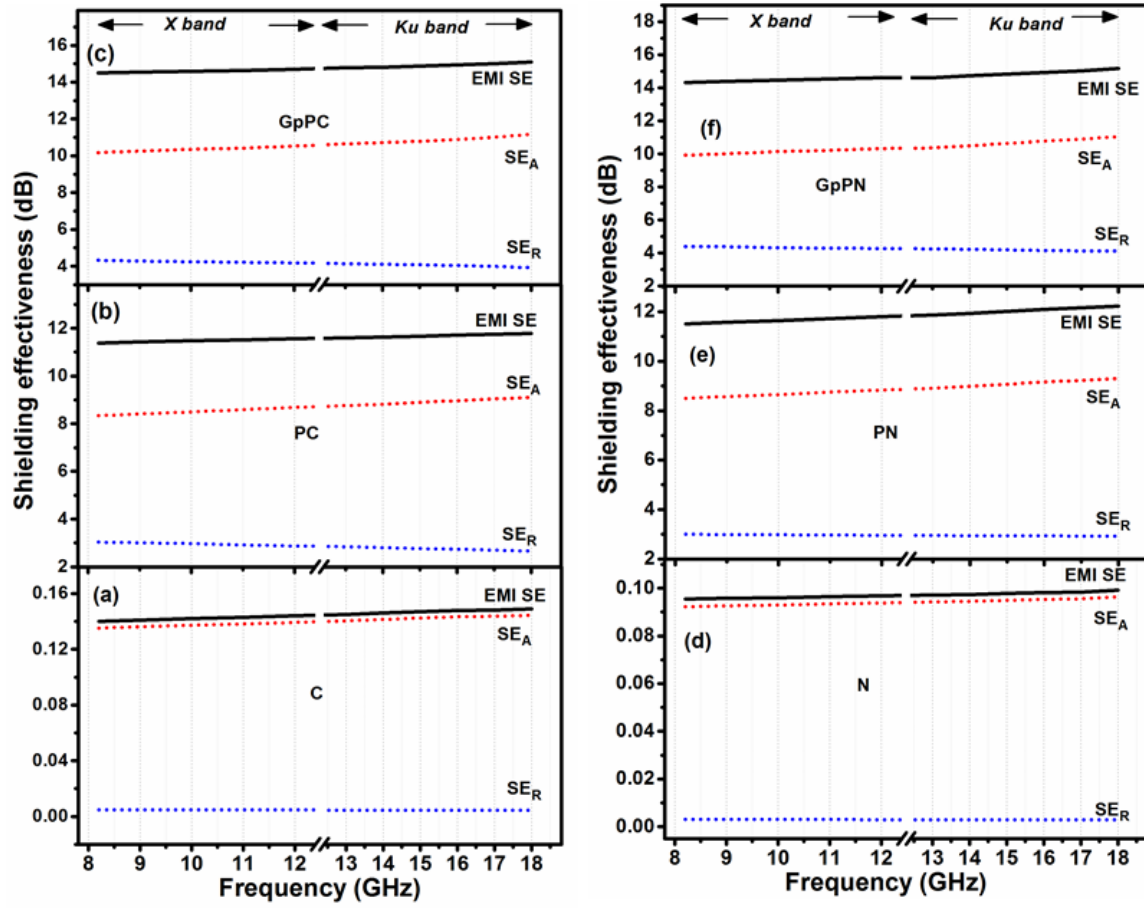 X band Ku band
(c)
16
14
12
10
8
6
4
EMI SE
GpPC
SE_A
SE_R
(b)
12
10
8
6
4
2
EMI SE
SE_A
PC
SE_R
(a)
0.16
0.12
0.08
0.04
0.00
EMI SE
SE_A
C
SE_R
8 9 10 11 12 13 14 15 16 17 18
Frequency (GHz)
Shielding effectiveness (dB)
X band Ku band
18
16
14
12
10
8
6
4
2
EMI SE
(f)
SE_A
GpPN
SE_R
12
10
8
6
4
2
EMI SE
(e)
SE_A
PN
SE_R
0.10
0.08
0.06
0.04
0.02
0.00
EMI SE
SE_A
(d)
N
SE_R
8 9 10 11 12 13 14 15 16 17 18
Frequency (GHz)
Shielding effectiveness (dB)